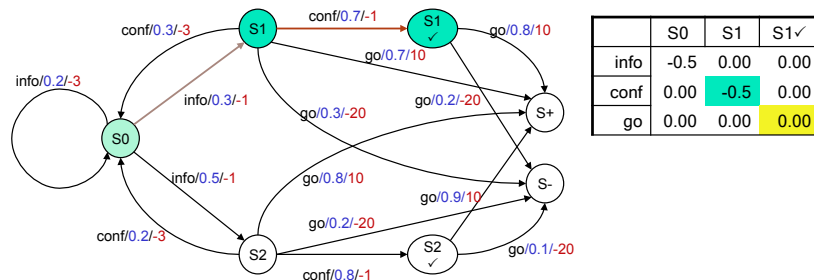 S1
conf/0.7/-1
S1
✓
go/0.8/10
conf/0.3/-3
go/0.7/10
info/0.2/-3
info/0.3/-1
go/0.3/-20
go/0.2/-20
S+
S0
info/0.5/-1
go/0.8/10
S-
go/0.9/10
go/0.2/-20
conf/0.2/-3
S2
S2
✓
go/0.1/-20
conf/0.8/-1
S0 S1 S1✓
info -0.5 0.00 0.00
conf 0.00 -0.5 0.00
go 0.00 0.00 0.00